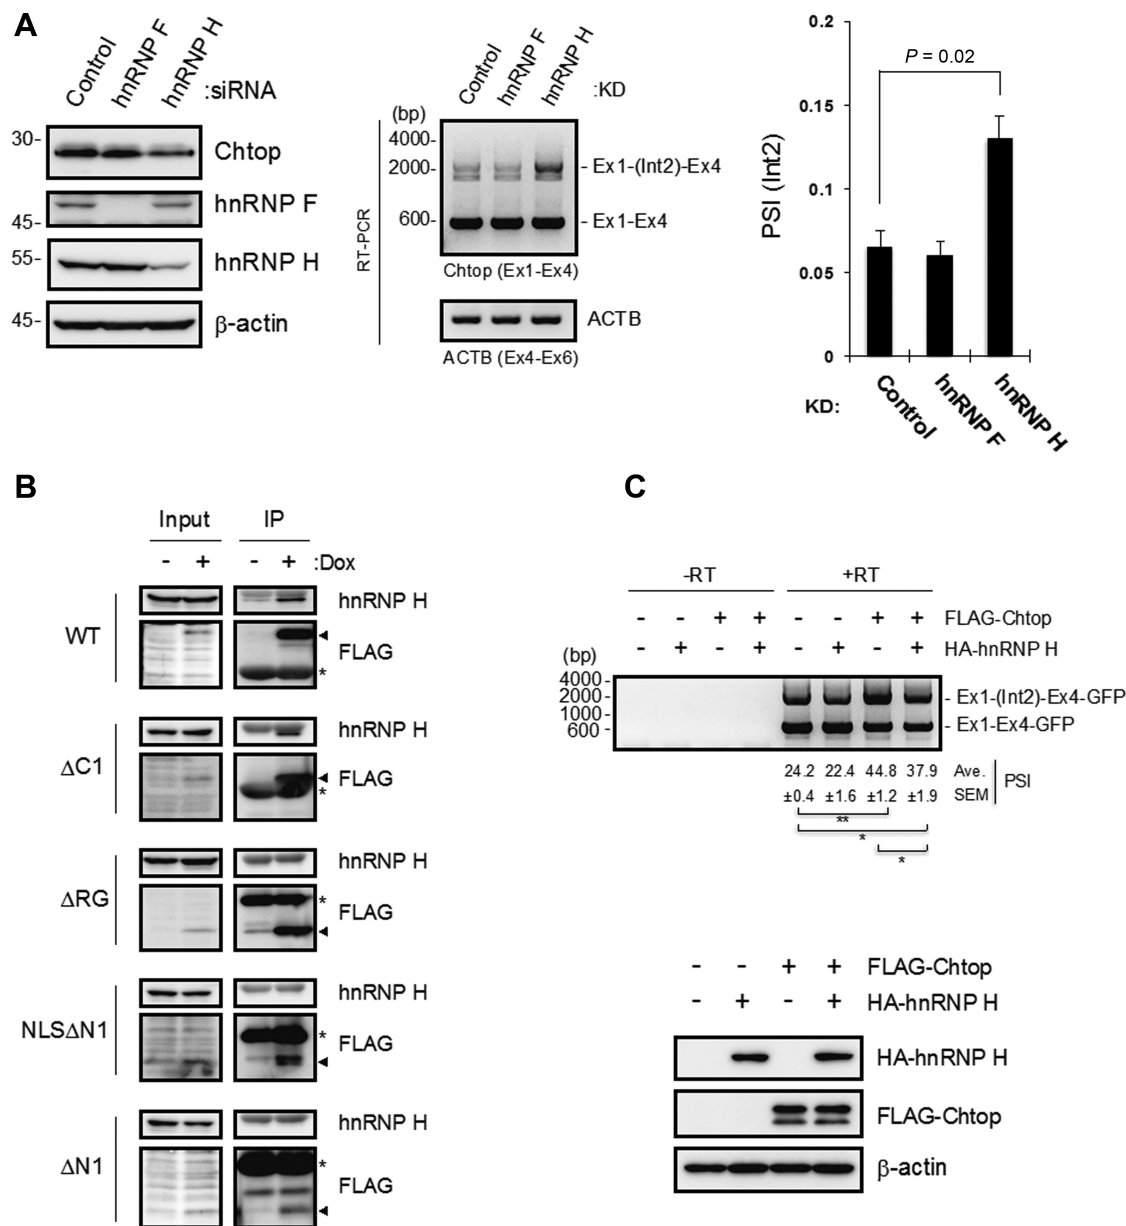 A
Control
hnRNP F
hnRNP H
:siRNA
30-
Chtop
hnRNP F
45-
55-
hnRNP H
45-
β-actin
RT-PCR
(bp)
Control
hnRNP F
hnRNP H
:KD
4000-
2000-
- Ex1-(Int2)-Ex4
600-
- Ex1-Ex4
Chtop (Ex1-Ex4)
ACTB
ACTB (Ex4-Ex6)
PSI (Int2)
0.2
0.15
0.1
0.05
0
P = 0.02
KD:
Control
hnRNP F
hnRNP H
B
Input IP
- + - + :Dox
WT
hnRNP H
FLAG
*
ΔC1
hnRNP H
FLAG
*
ΔRG
hnRNP H
* FLAG
NLSΔN1
hnRNP H
*
FLAG
ΔN1
hnRNP H
*
FLAG
C
-RT +RT
- - + + - - + + FLAG-Chtop
- + - + - + - + HA-hnRNP H
(bp)
4000 -
2000 - - Ex1-(Int2)-Ex4-GFP
1000 -
600 - - Ex1-Ex4-GFP
24.2 22.4 44.8 37.9 Ave.
±0.4 ±1.6 ±1.2 ±1.9 SEM
PSI
**
*
*
- - + + FLAG-Chtop
- + - + HA-hnRNP H
HA-hnRNP H
FLAG-Chtop
β-actin